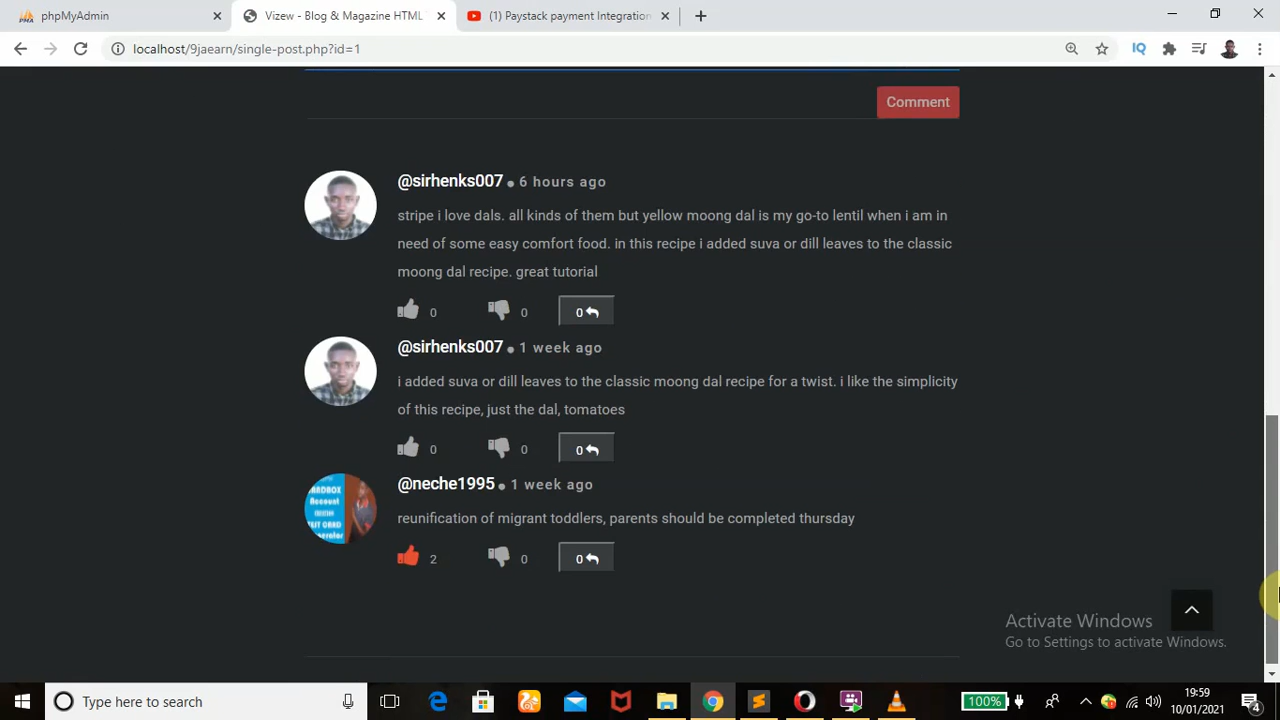 phpMyAdmin
Vizew - Blog & Magazine HTML
(1) Paystack payment Integration
localhost/9jaearn/single-post.php?id=1
IQ
Comment
@sirhenks007 ● 6 hours ago
stripe i love dals. all kinds of them but yellow moong dal is my go-to lentil when i am in
need of some easy comfort food. in this recipe i added suva or dill leaves to the classic
moong dal recipe. great tutorial
0 0 0
@sirhenks007 ● 1 week ago
i added suva or dill leaves to the classic moong dal recipe for a twist. i like the simplicity
of this recipe, just the dal, tomatoes
0 0 0
@neche1995 ● 1 week ago
reunification of migrant toddlers, parents should be completed thursday
2 0 0
Activate Windows
Go to Settings to activate Windows.
Type here to search
100%
19:59
10/01/2021
4